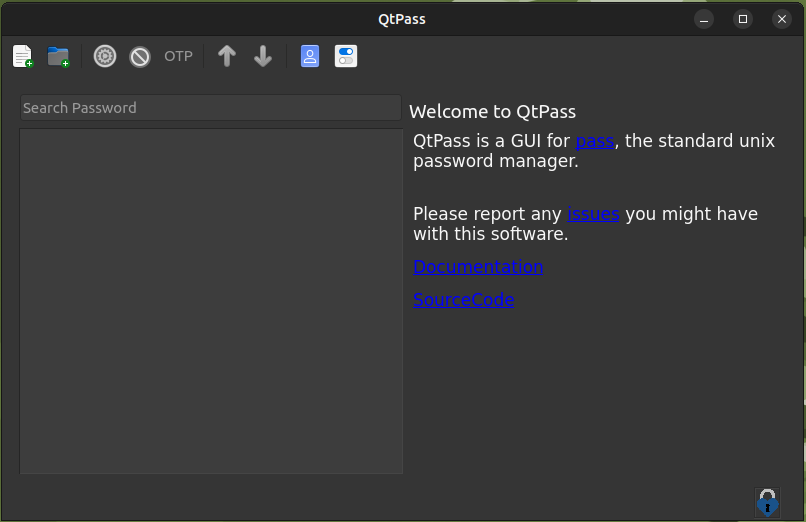 QtPass
OTP
Search Password
Welcome to QtPass
QtPass is a GUI for pass, the standard unix
password manager.
Please report any issues you might have
with this software.
Documentation
SourceCode